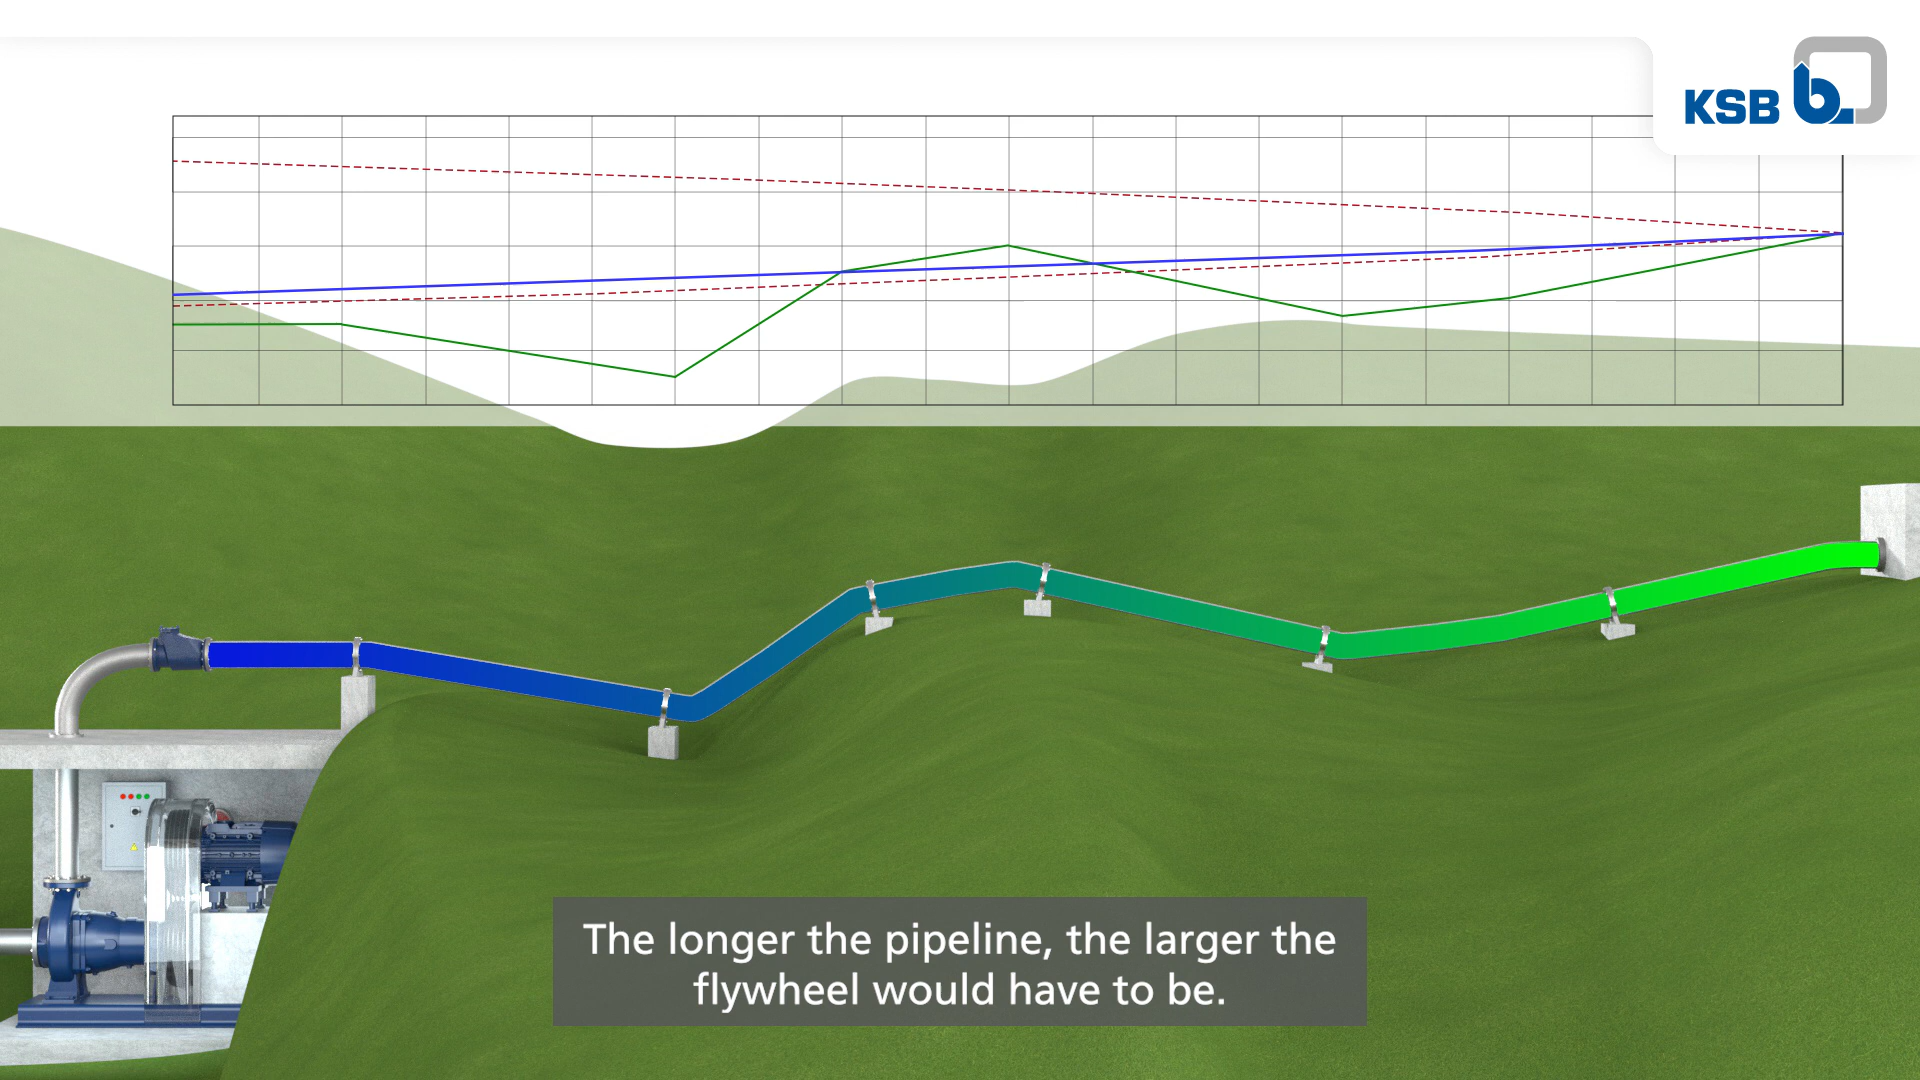 KSB
The longer the pipeline, the larger the
flywheel would have to be.